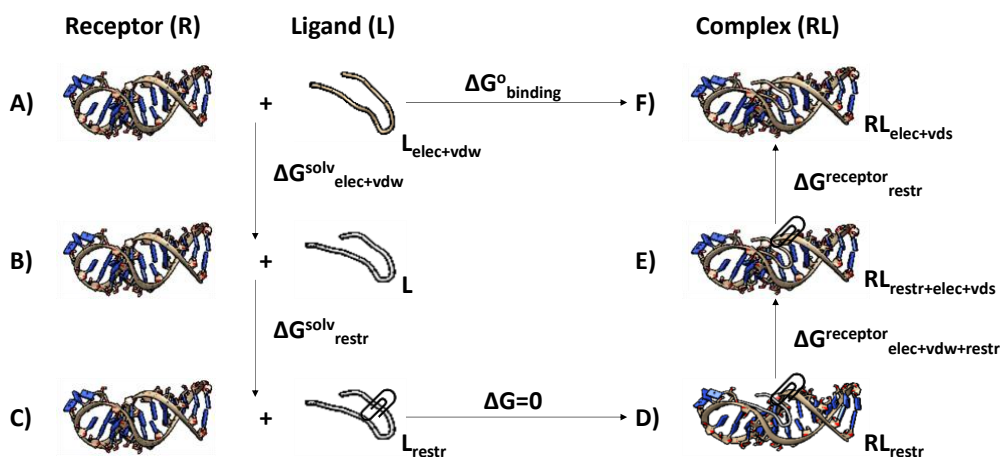 Receptor (R) Ligand (L) Complex (RL)
A) + L elec+vdw ΔG° binding F) RL elec+vds
ΔG solv elec+vdw ΔG receptor restr
B) + L E) RL restr+elec+vds
ΔG solv restr ΔG receptor elec+vdw+restr
C) + L restr ΔG=0 D) RL restr